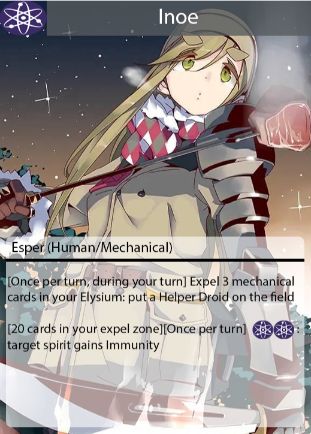 Inoe
Esper (Human/Mechanical)
[Once per turn, during your turn] Expel 3 mechanical
cards in your Elysium: put a Helper Droid on the field
[20 cards in your expel zone][Once per turn] :
target spirit gains Immunity